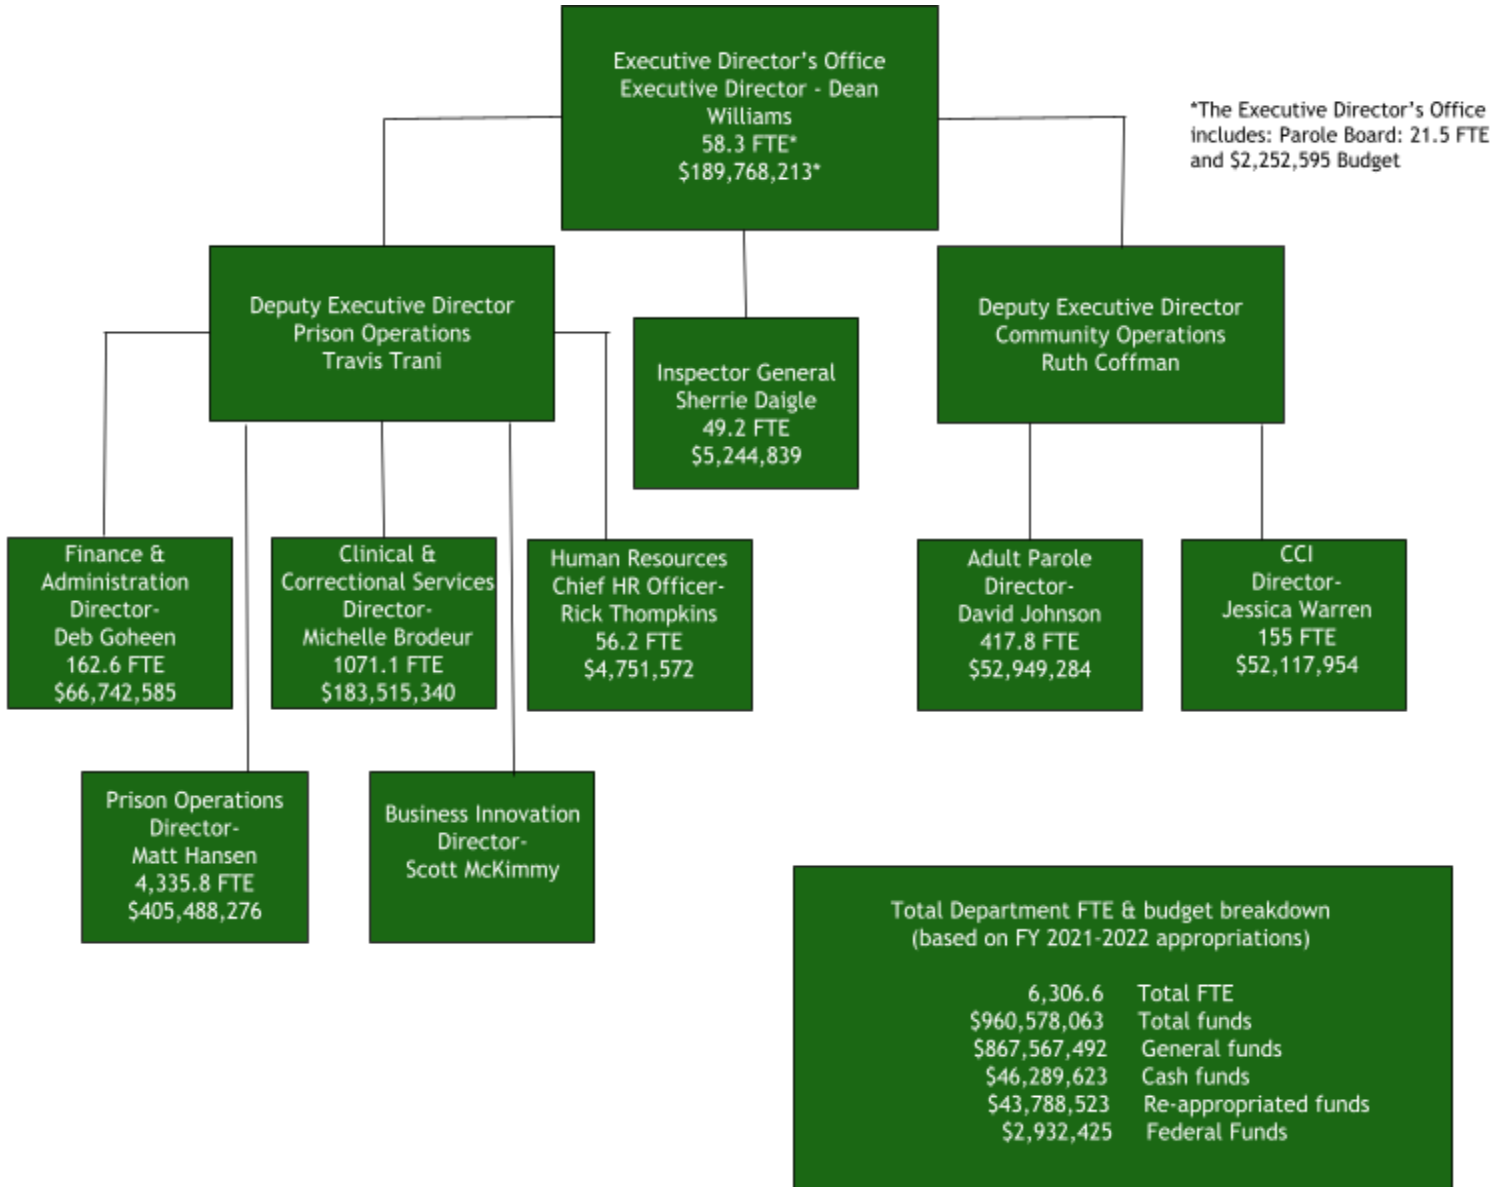 Executive Director's Office
Executive Director - Dean
Williams
58.3 FTE*
$189,768,213*
*The Executive Director's Office
includes: Parole Board: 21.5 FTE
and $2,252,595 Budget
Deputy Executive Director
Prison Operations
Travis Trani
Inspector General
Sherrie Daigle
49.2 FTE
$5,244,839
Deputy Executive Director
Community Operations
Ruth Coffman
Finance &
Administration
Director-
Deb Goheen
162.6 FTE
$66,742,585
Clinical &
Correctional Services
Director-
Michelle Brodeur
1071.1 FTE
$183,515,340
Human Resources
Chief HR Officer-
Rick Thompkins
56.2 FTE
$4,751,572
Adult Parole
Director-
David Johnson
417.8 FTE
$52,949,284
CCI
Director-
Jessica Warren
155 FTE
$52,117,954
Prison Operations
Director-
Matt Hansen
4,335.8 FTE
$405,488,276
Business Innovation
Director-
Scott McKimmy
Total Department FTE & budget breakdown
(based on FY 2021-2022 appropriations)
6,306.6 Total FTE
$960,578,063 Total funds
$867,567,492 General funds
$46,289,623 Cash funds
$43,788,523 Re-appropriated funds
$2,932,425 Federal Funds